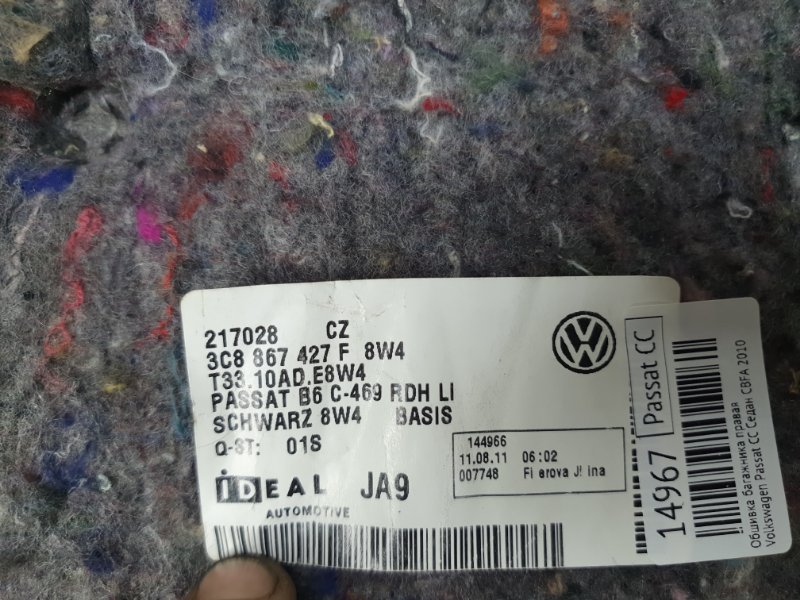 217028 CZ
3C8 867 427 F 8W4
T33.10AD.E8W4
PASSAT B6 C-469 RDH LI
SCHWARZ 8W4 BASIS
Q-ST: 01S
144966
11.08.11 06:02
007748
iDEAL JA9
AUTOMOTIVE
14967 Passat CC
Обшивка багажника правая
Volkswagen Passat CC Седан CBFA 2010